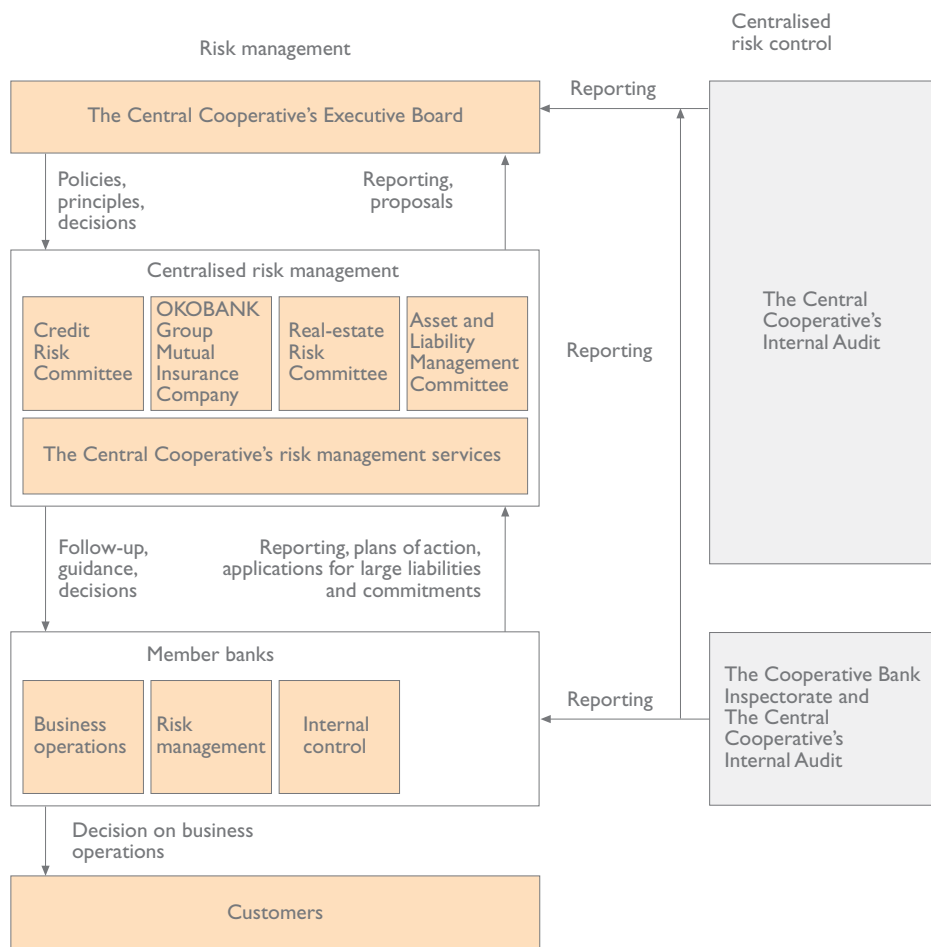 Risk management
Centralised
risk control
The Central Cooperative's Executive Board
Reporting
Policies,
principles,
decisions
Reporting,
proposals
Centralised risk management
Credit
Risk
Committee
OKOBANK
Group
Mutual
Insurance
Company
Real-estate
Risk
Committee
Asset and
Liability
Management
Committee
The Central Cooperative's risk management services
Reporting
The Central
Cooperative's
Internal Audit
Follow-up,
guidance,
decisions
Reporting, plans of action,
applications for large liabilities
and commitments
Member banks
Business
operations
Risk
management
Internal
control
Reporting
The Cooperative Bank
Inspectorate and
The Central
Cooperative's
Internal Audit
Decision on business
operations
Customers